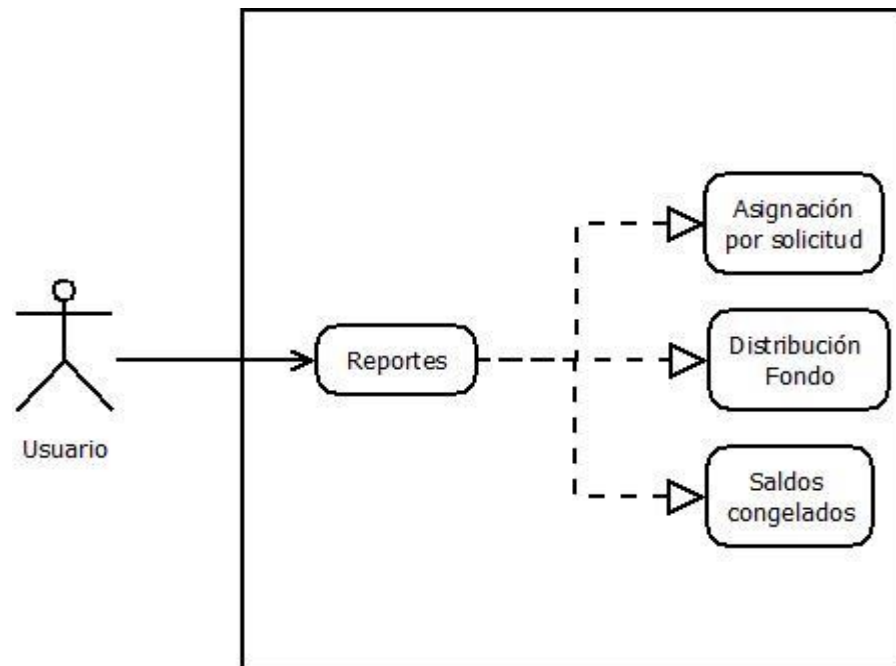 Asignación
por solicitud
Reportes
Distribución
Fondo
Usuario
Saldos
congelados